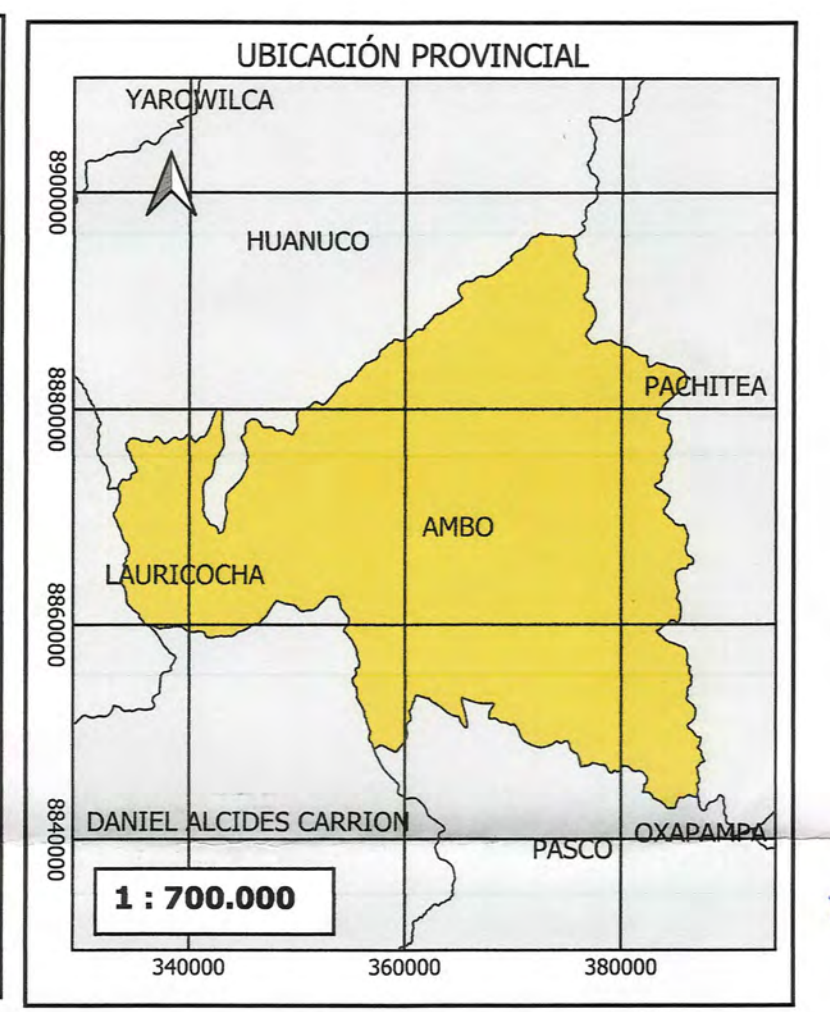 UBICACIÓN PROVINCIAL
YAROWILCA
8900000
HUANUCO
PACHITEA
8880000
AMBO
LAURICOCHA
8860000
DANIEL ALCIDES CARRION
OXAPAMPA
PASCO
8840000
1 : 700.000
340000 360000 380000